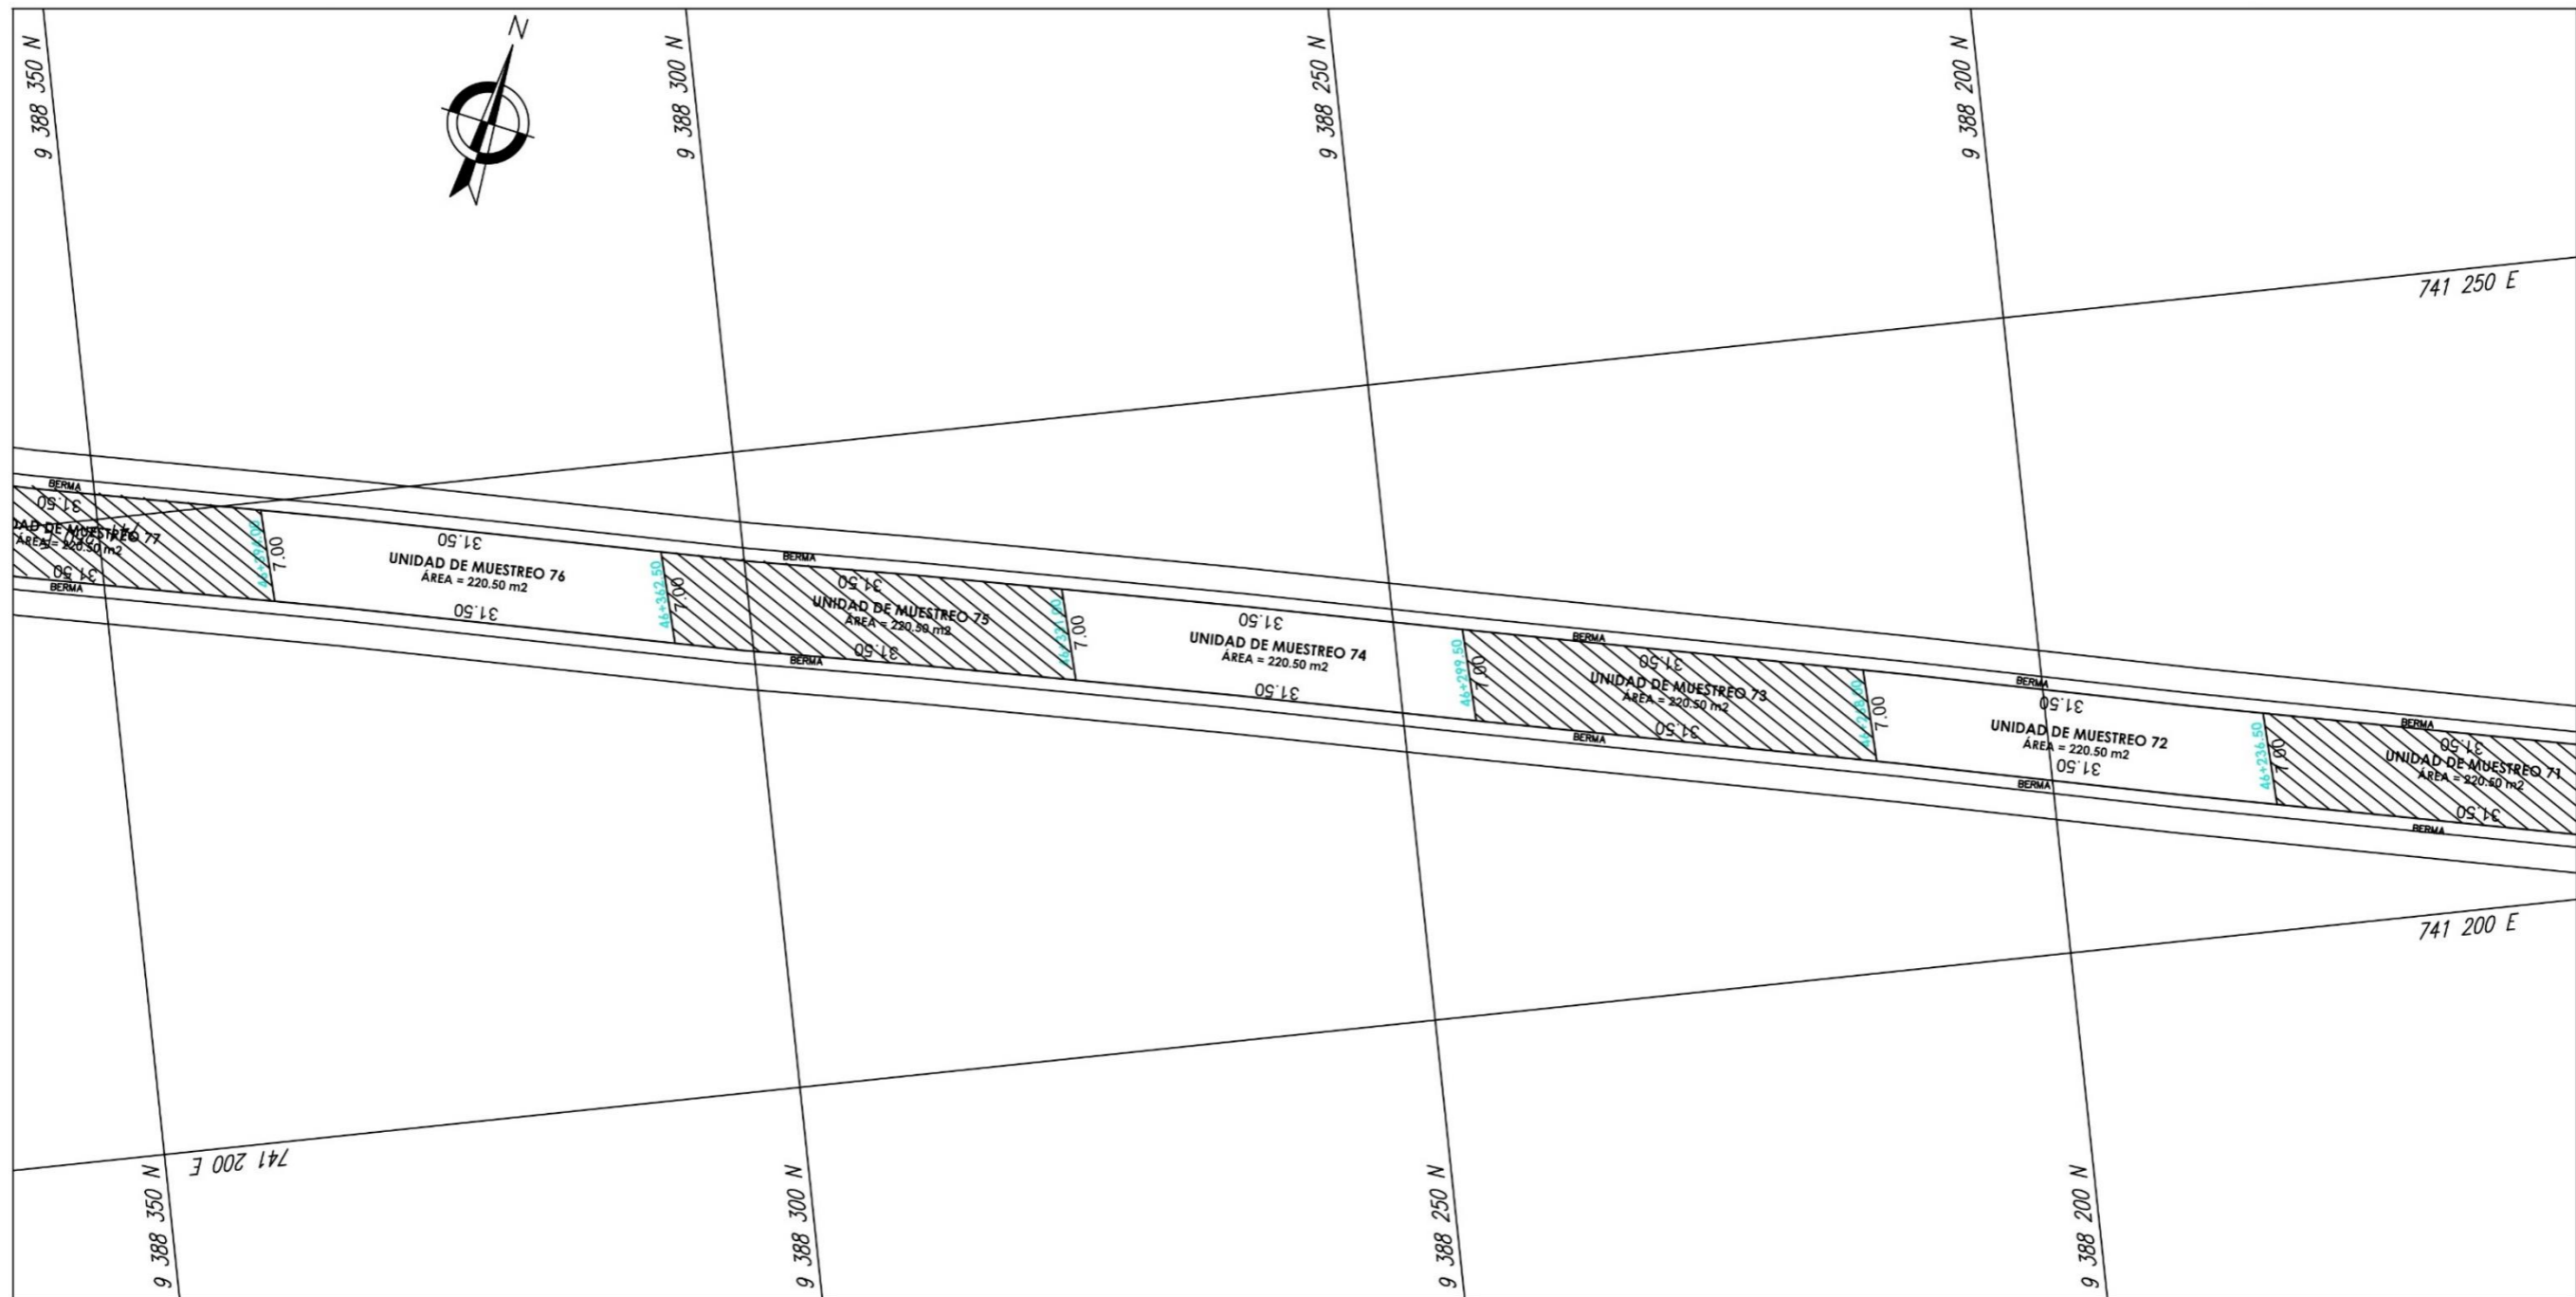 N
9 388 350 N
9 388 300 N
9 388 250 N
9 388 200 N
741 250 E
BERMA
31.50
UNIDAD DE MUESTREO 77
ÁREA = 220.50 m2
31.50
BERMA
7.00
31.50
UNIDAD DE MUESTREO 76
ÁREA = 220.50 m2
31.50
46+362.50
7.00
BERMA
31.50
UNIDAD DE MUESTREO 75
ÁREA = 220.50 m2
31.50
BERMA
7.00
31.50
UNIDAD DE MUESTREO 74
ÁREA = 220.50 m2
31.50
46+299.50
7.00
BERMA
31.50
UNIDAD DE MUESTREO 73
ÁREA = 220.50 m2
31.50
BERMA
7.00
BERMA
31.50
UNIDAD DE MUESTREO 72
ÁREA = 220.50 m2
31.50
BERMA
46+236.50
7.00
BERMA
31.50
UNIDAD DE MUESTREO 71
ÁREA = 220.50 m2
31.50
BERMA
741 200 E
741 200 E
9 388 350 N
9 388 300 N
9 388 250 N
9 388 200 N